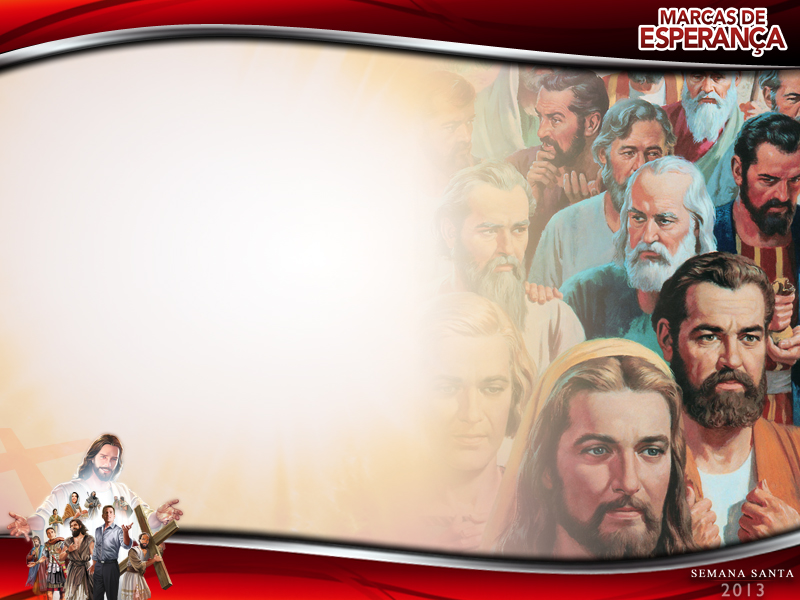 MARCAS DE
ESPERANÇA
SEMANA SANTA
2013